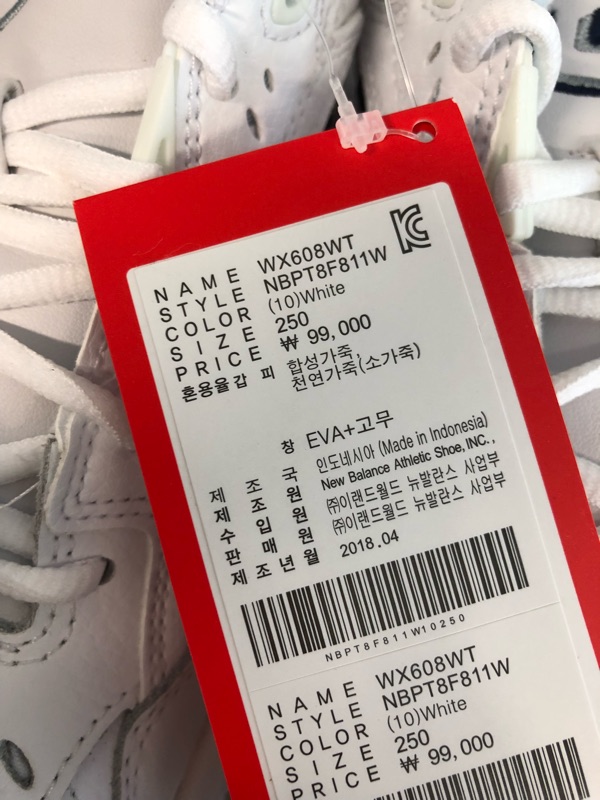 NAME WX608WT
STYLE NBPT8F811W
COLOR (10)White
SIZE 250
PRICE ₩ 99,000
혼용율갑 피 합성가죽,
천연가죽(소가죽)
창 EVA+고무
제 조 국 인도네시아 (Made in Indonesia)
제 조 원 New Balance Athletic Shoe, INC.,
수 입 원 ㈜이랜드월드 뉴발란스 사업부
판 매 원 ㈜이랜드월드 뉴발란스 사업부
제 조 년 월 2018.04
NBPT8F811W10250
NAME WX608WT
STYLE NBPT8F811W
COLOR (10)White
SIZE 250
PRICE ₩ 99,000